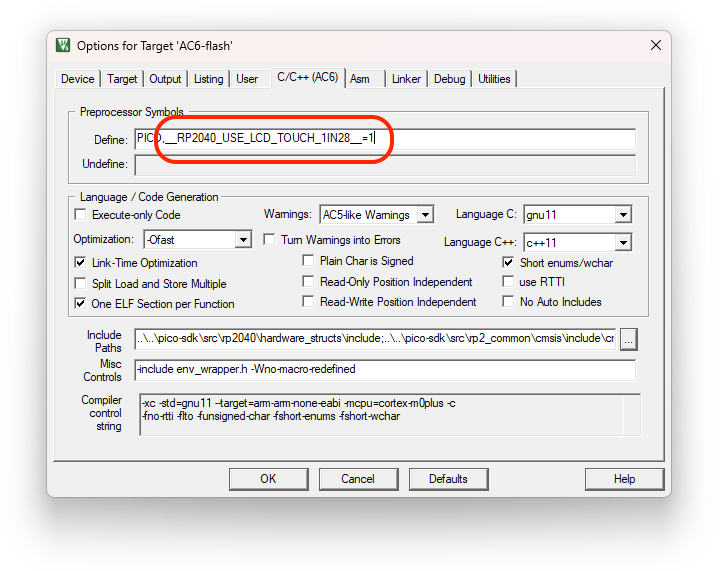 Options for Target 'AC6-flash'
Device Target Output Listing User C/C++ (AC6) Asm Linker Debug Utilities
Preprocessor Symbols
Define: PICO,__RP2040_USE_LCD_TOUCH_1IN28__=1
Undefine:
Language / Code Generation
Execute-only Code Warnings: AC5-like Warnings Language C: gnu11
Optimization: -Ofast Turn Warnings into Errors Language C++: c++11
Link-Time Optimization Plain Char is Signed Short enums/wchar
Split Load and Store Multiple Read-Only Position Independent use RTTI
One ELF Section per Function Read-Write Position Independent No Auto Includes
Include Paths ..\..\pico-sdk\src\rp2040\hardware_structs\include;..\..\pico-sdk\src\rp2_common\cmsis\include\cm ...
Misc Controls -include env_wrapper.h -Wno-macro-redefined
Compiler control string -xc -std=gnu11 --target=arm-arm-none-eabi -mcpu=cortex-m0plus -c
-fno-rtti -flto -funsigned-char -fshort-enums -fshort-wchar
OK Cancel Defaults Help